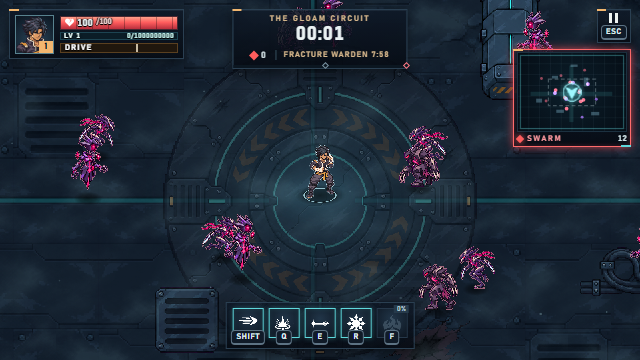 100/100
LV 1 0/1000000000
DRIVE
1
THE GLOAM CIRCUIT
00:01
0 FRACTURE WARDEN 7:58
ESC
SWARM 12
SHIFT Q E R F
0%